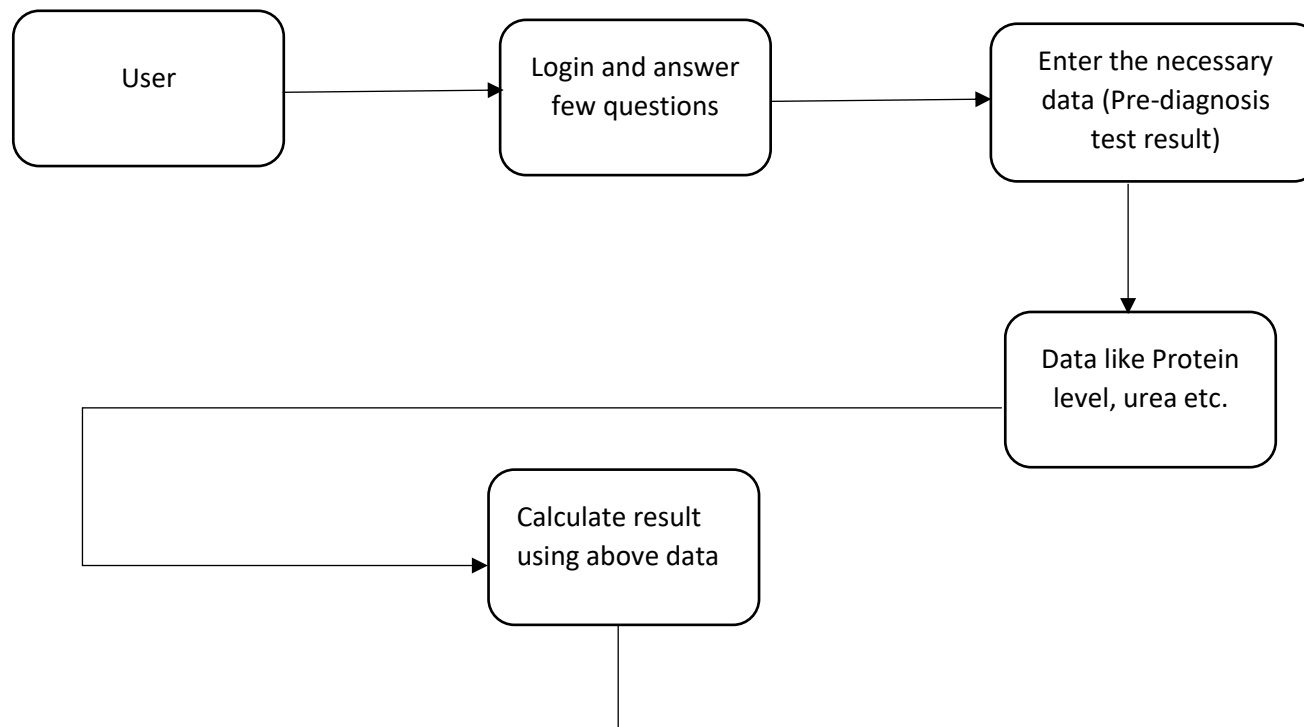 User
Login and answer
few questions
Enter the necessary
data (Pre-diagnosis
test result)
Data like Protein
level, urea etc.
Calculate result
using above data